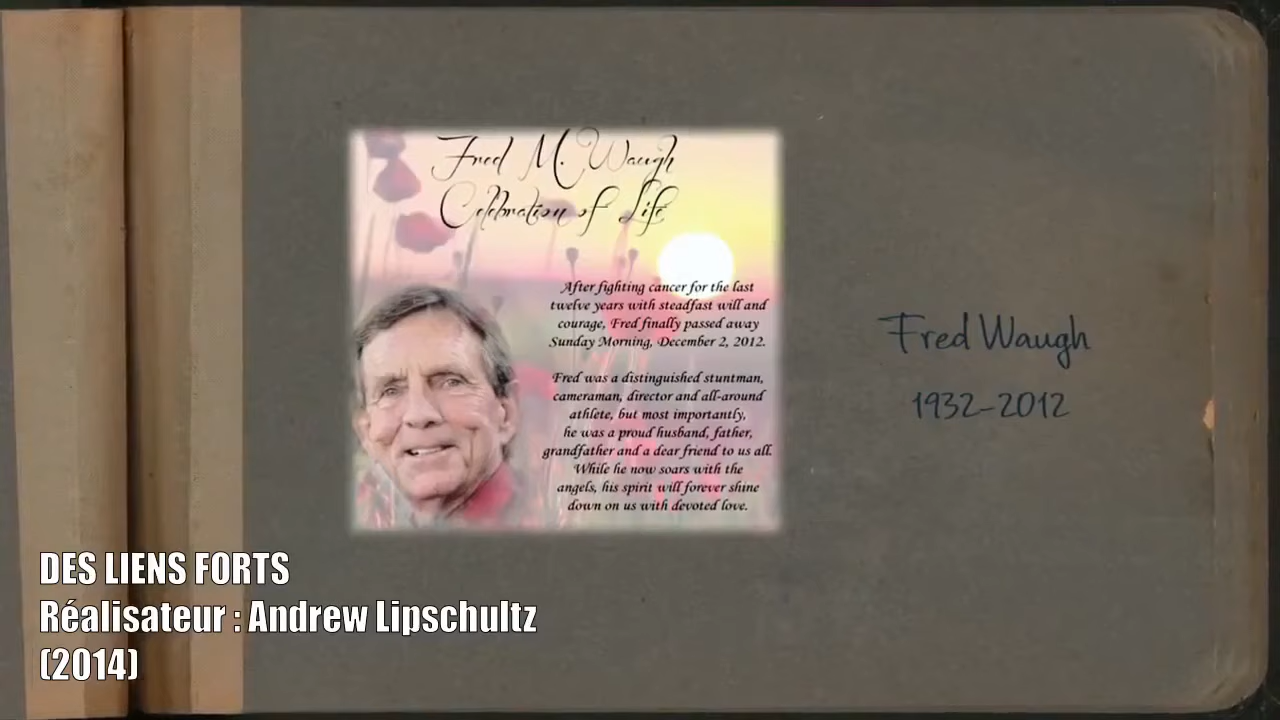 Fred M. Waugh
Celebration of Life
After fighting cancer for the last
twelve years with steadfast will and
courage, Fred finally passed away
Sunday Morning, December 2, 2012.
Fred was a distinguished stuntman,
cameraman, director and all-around
athlete, but most importantly,
he was a proud husband, father,
grandfather and a dear friend to us all.
While he now soars with the
angels, his spirit will forever shine
down on us with devoted love.
Fred Waugh
1932-2012
DES LIENS FORTS
Réalisateur : Andrew Lipschultz
(2014)